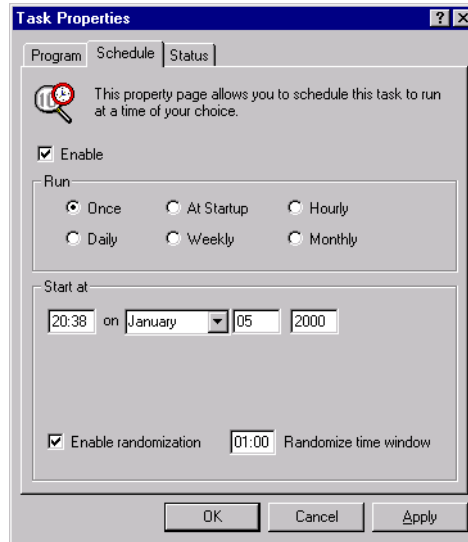 Task Properties
Program Schedule Status
This property page allows you to schedule this task to run
at a time of your choice.
Enable
Run
Once At Startup Hourly
Daily Weekly Monthly
Start at
20:38 on January 05 2000
Enable randomization 01:00 Randomize time window
OK Cancel Apply